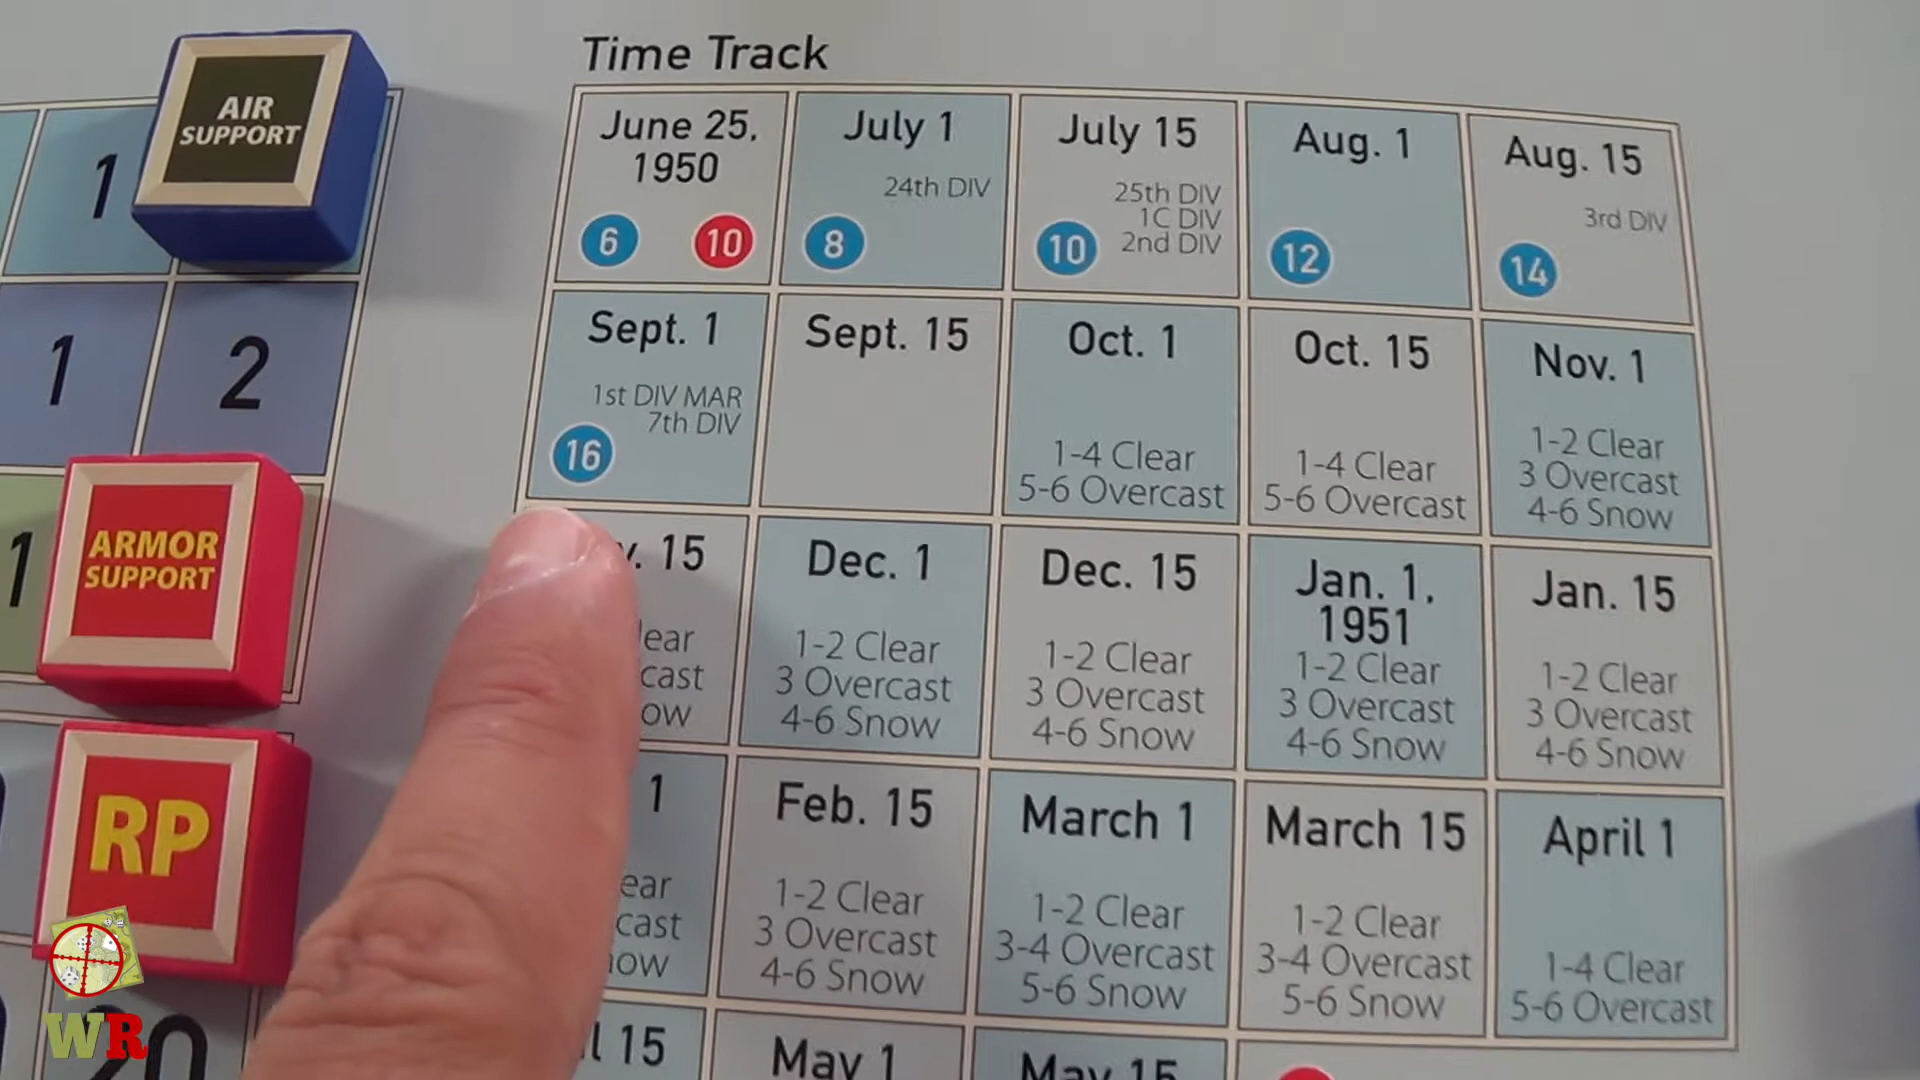 Time Track
AIR
SUPPORT
1
June 25,
1950
6
10
July 1
24th DIV
8
July 15
25th DIV
1C DIV
2nd DIV
10
Aug. 1
12
Aug. 15
3rd DIV
14
1
2
Sept. 1
1st DIV MAR
7th DIV
16
Sept. 15
Oct. 1
1-4 Clear
5-6 Overcast
Oct. 15
1-4 Clear
5-6 Overcast
Nov. 1
1-2 Clear
3 Overcast
4-6 Snow
1
ARMOR
SUPPORT
15
Dec. 1
1-2 Clear
3 Overcast
4-6 Snow
Dec. 15
1-2 Clear
3 Overcast
4-6 Snow
Jan. 1,
1951
1-2 Clear
3 Overcast
4-6 Snow
Jan. 15
1-2 Clear
3 Overcast
4-6 Snow
RP
1
Feb. 15
1-2 Clear
3 Overcast
4-6 Snow
March 1
1-2 Clear
3-4 Overcast
5-6 Snow
March 15
1-2 Clear
3-4 Overcast
5-6 Snow
April 1
1-4 Clear
5-6 Overcast
WR
20
15
May 1
May 15